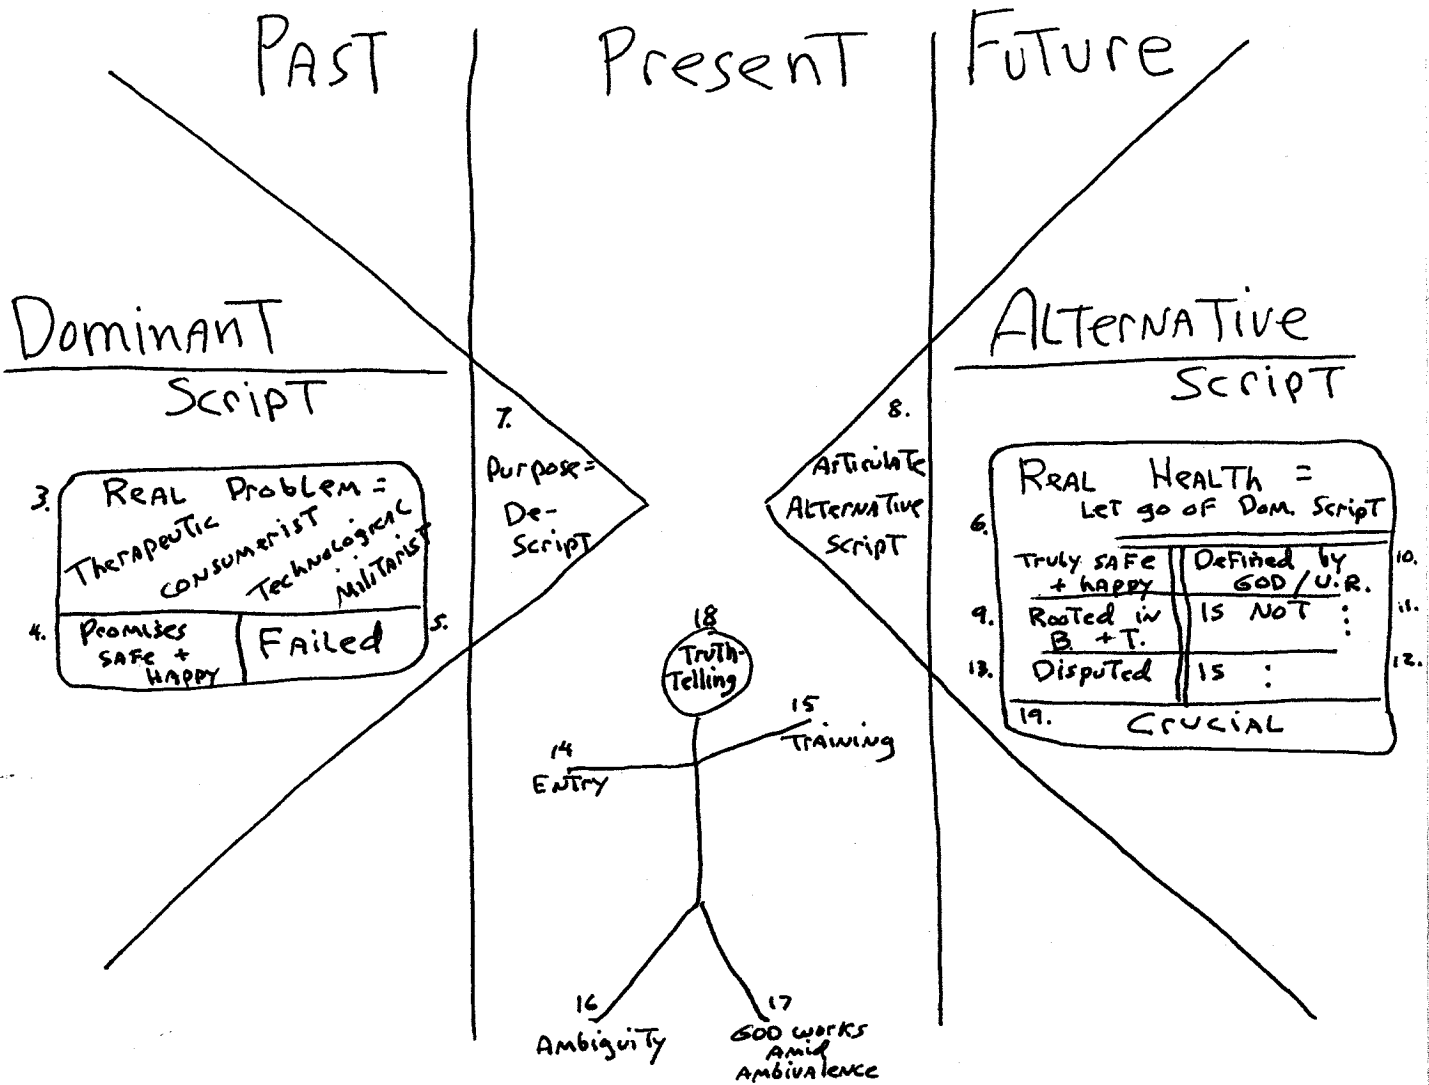 Past
Present
Future
Dominant
Script
3.
Real Problem =
Therapeutic
Consumerist
Technological
Militarist
4.
Promises
safe +
happy
Failed
5.
7.
Purpose =
De-
Script
8.
Articulate
Alternative
Script
18
Truth-
Telling
14
Entry
15
Training
16
Ambiguity
17
God works
Amid
Ambivalence
Alternative
Script
Real Health =
Let go of Dom. Script
6.
Truly safe
+ happy
Defined by
God / U.R.
10.
9.
Rooted in
B. + T.
Is Not :
11.
13.
Disputed
Is :
12.
19.
Crucial